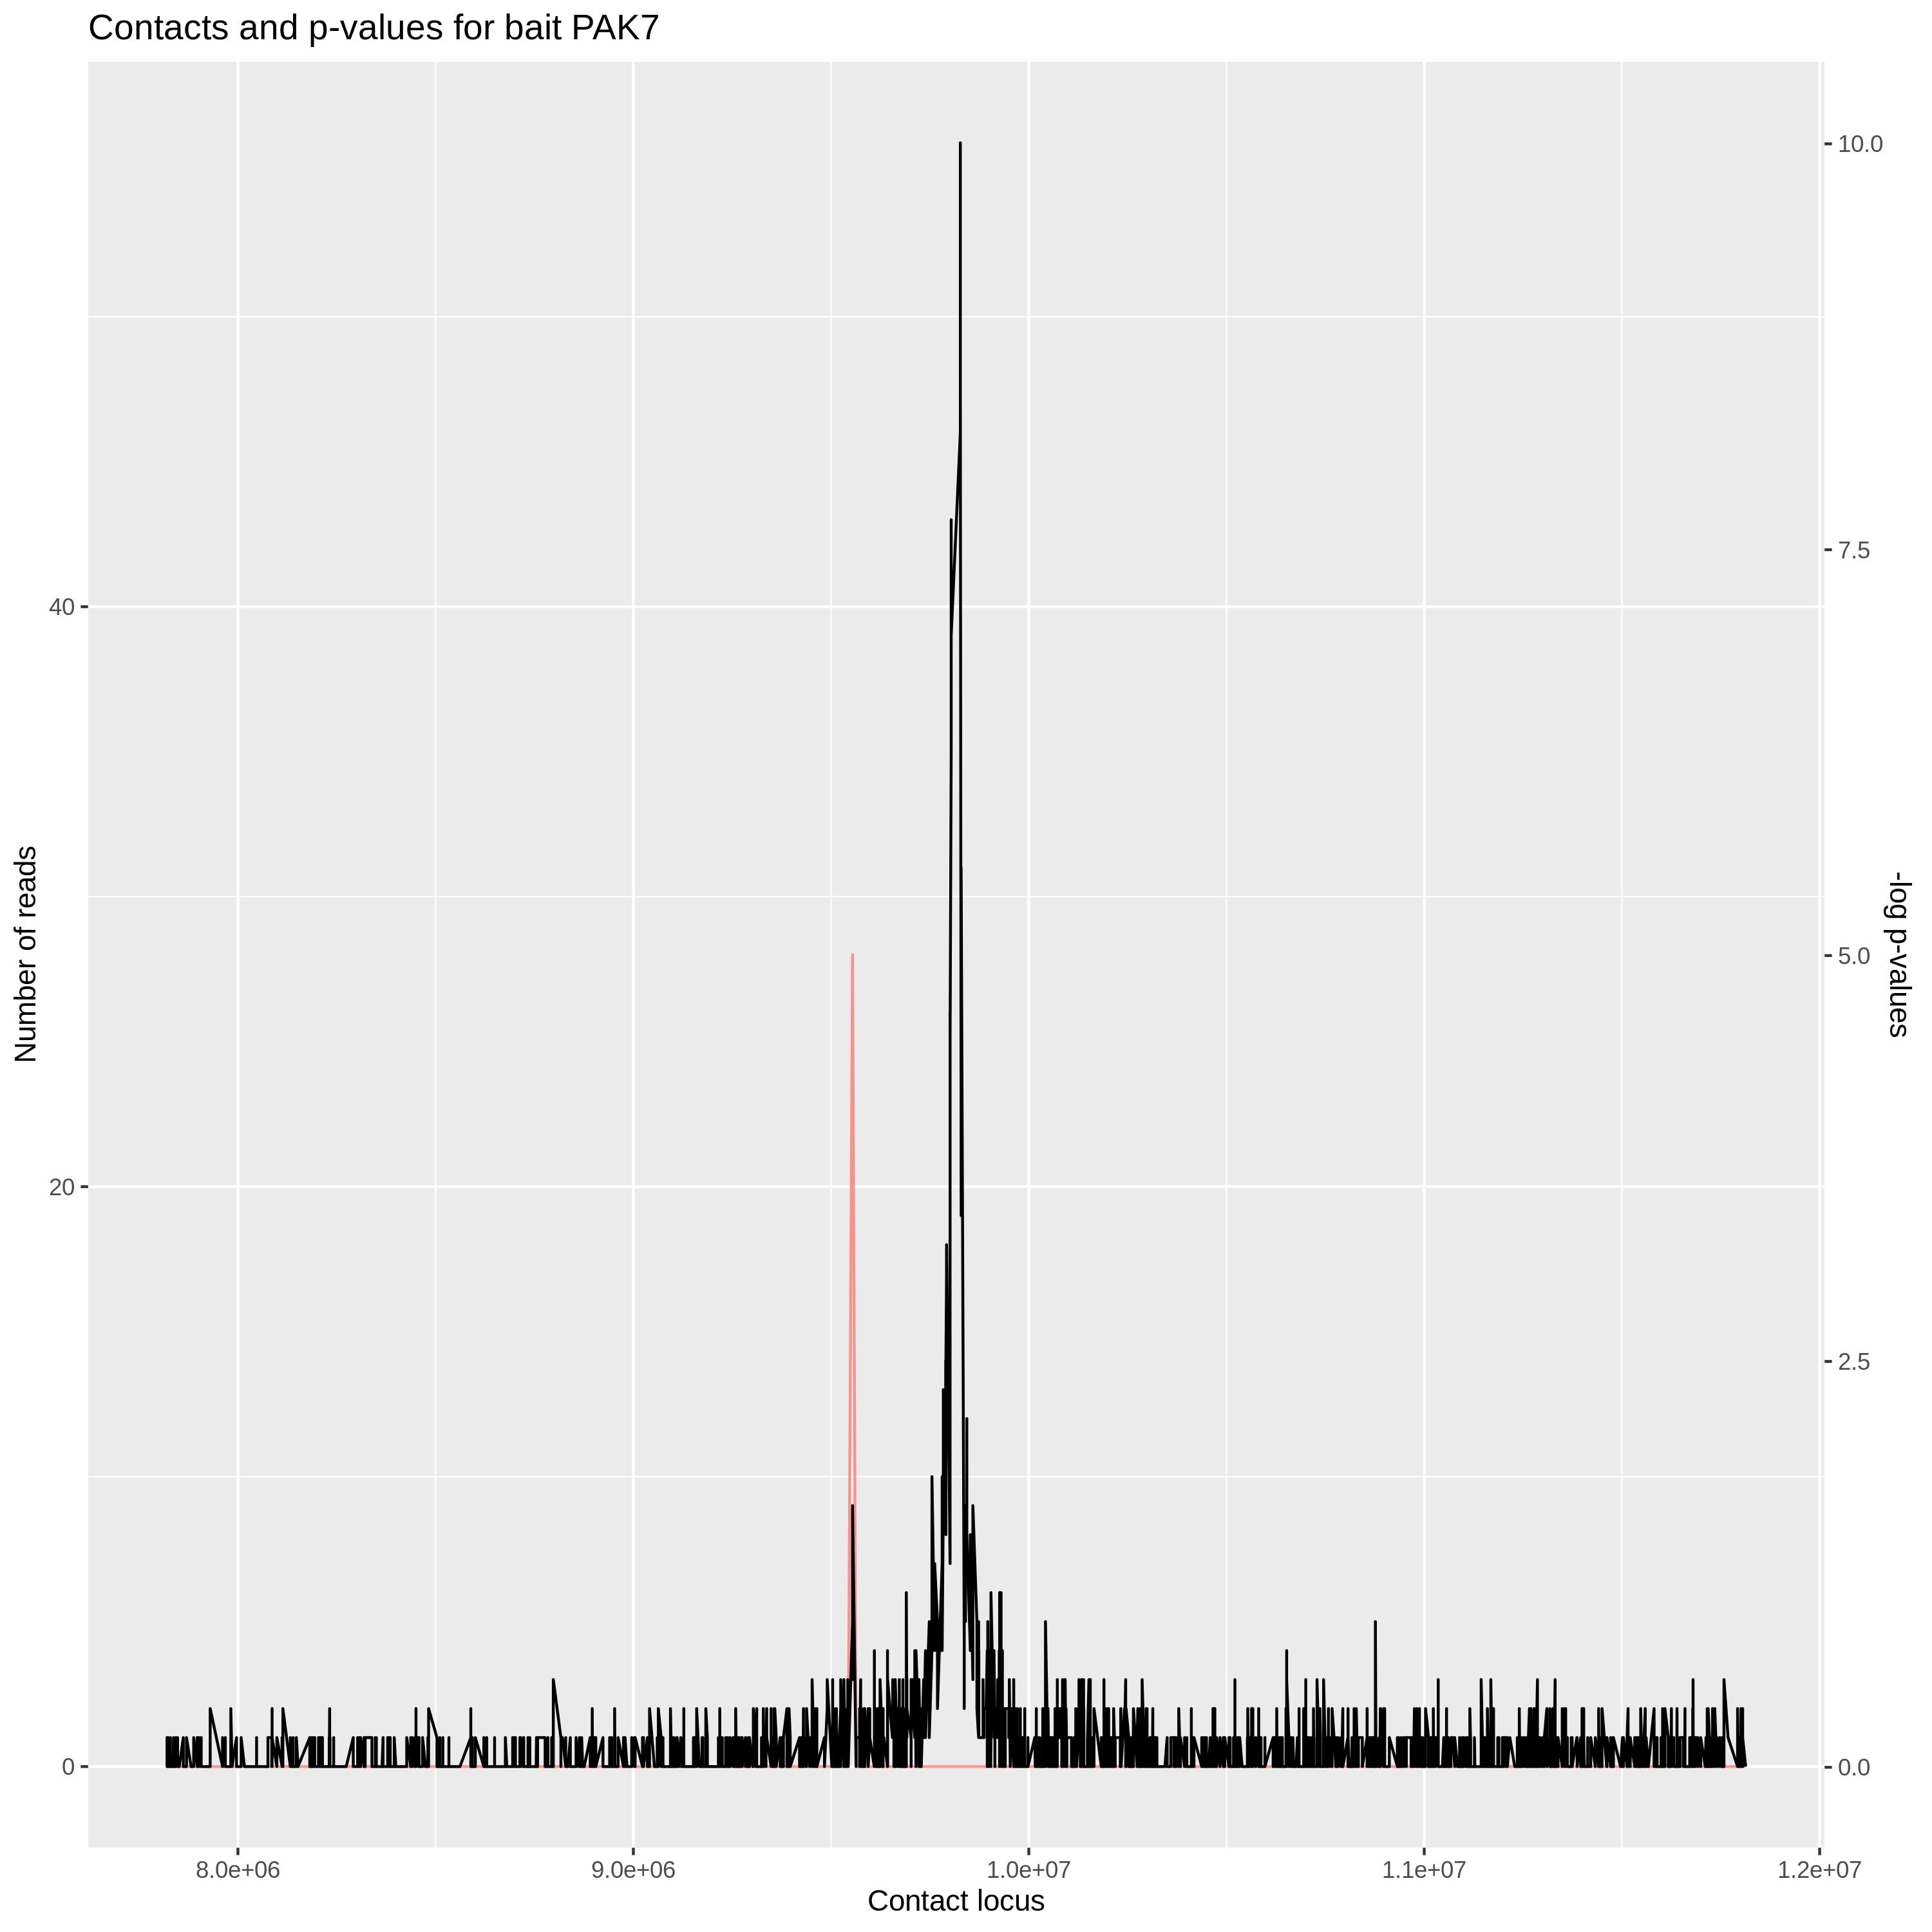 Contacts and p-values for bait PAK7
10.0
7.5
40
Number of reads
-log p-values
5.0
20
2.5
0
0.0
8.0e+06
9.0e+06
1.0e+07
1.1e+07
1.2e+07
Contact locus